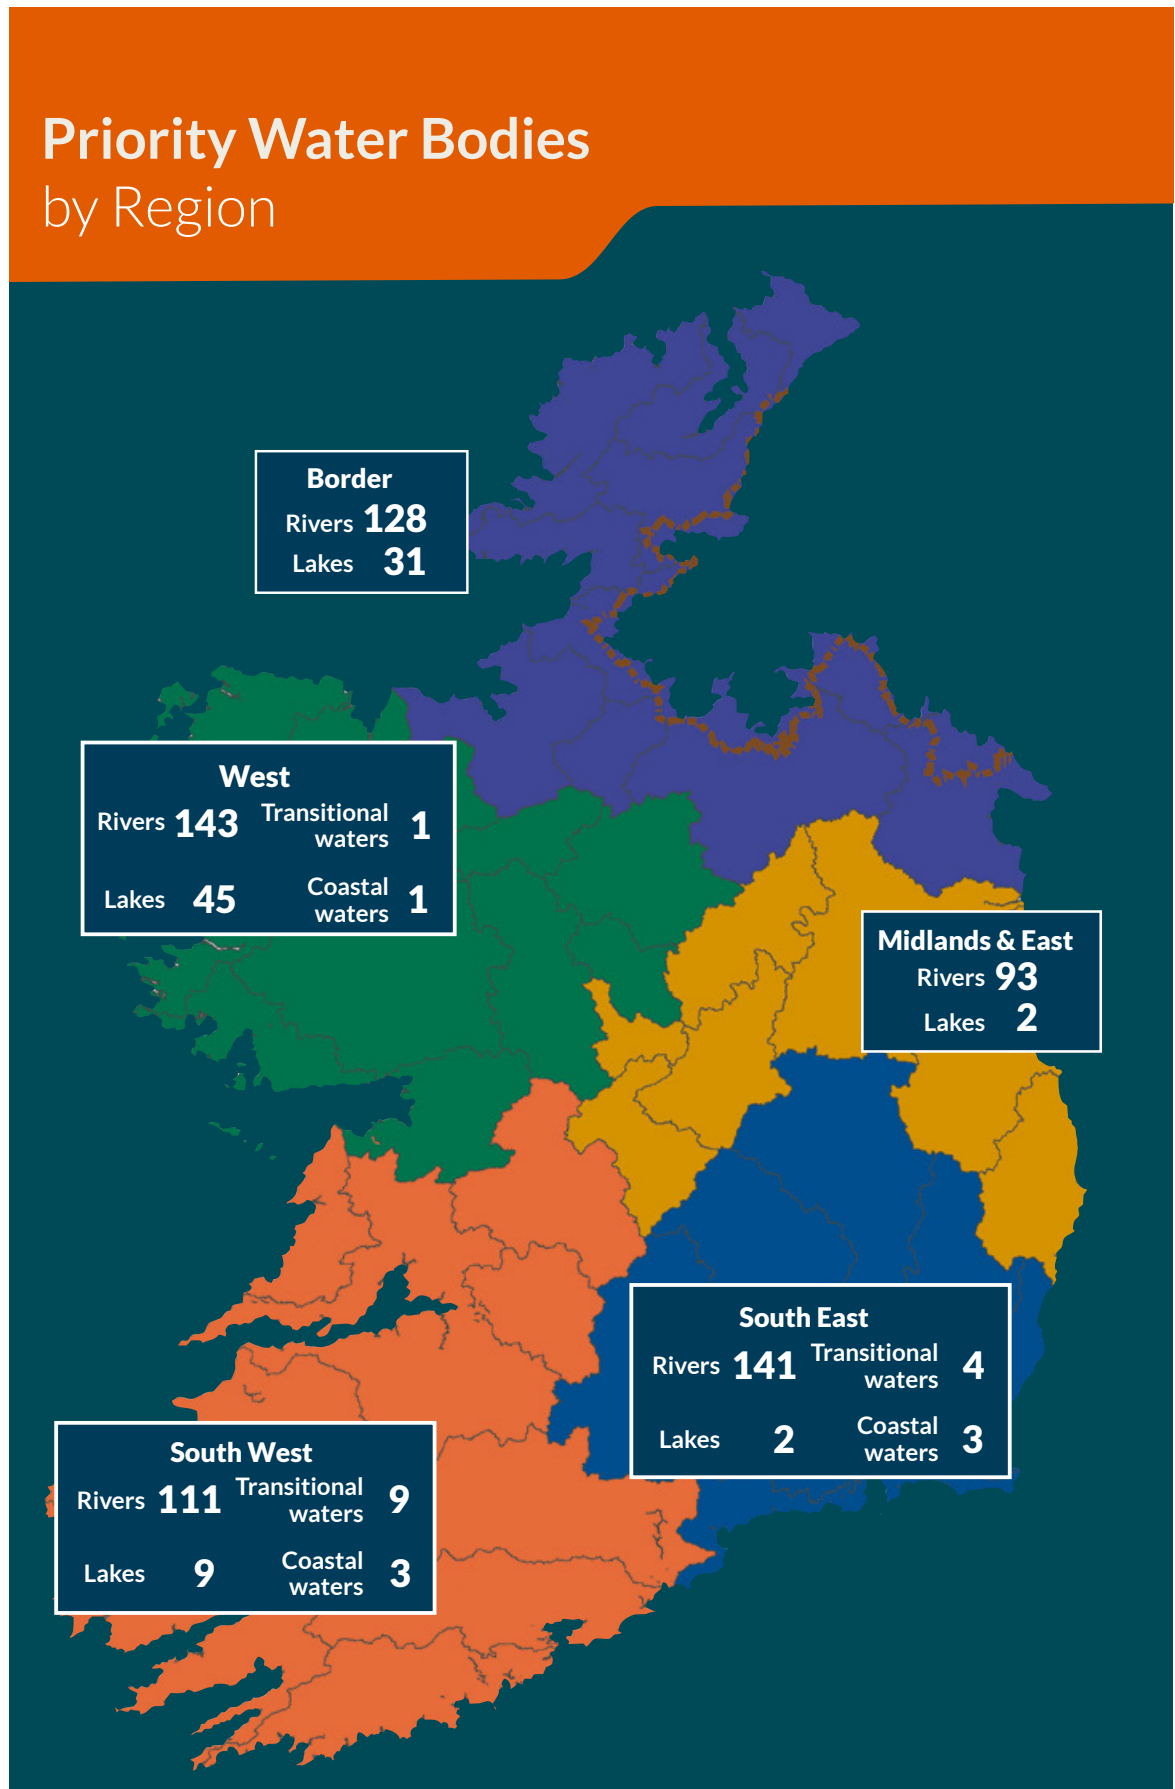 Priority Water Bodies
by Region
Border
Rivers 128
Lakes 31
West
Rivers 143 Transitional waters 1
Lakes 45 Coastal waters 1
Midlands & East
Rivers 93
Lakes 2
South East
Rivers 141 Transitional waters 4
Lakes 2 Coastal waters 3
South West
Rivers 111 Transitional waters 9
Lakes 9 Coastal waters 3